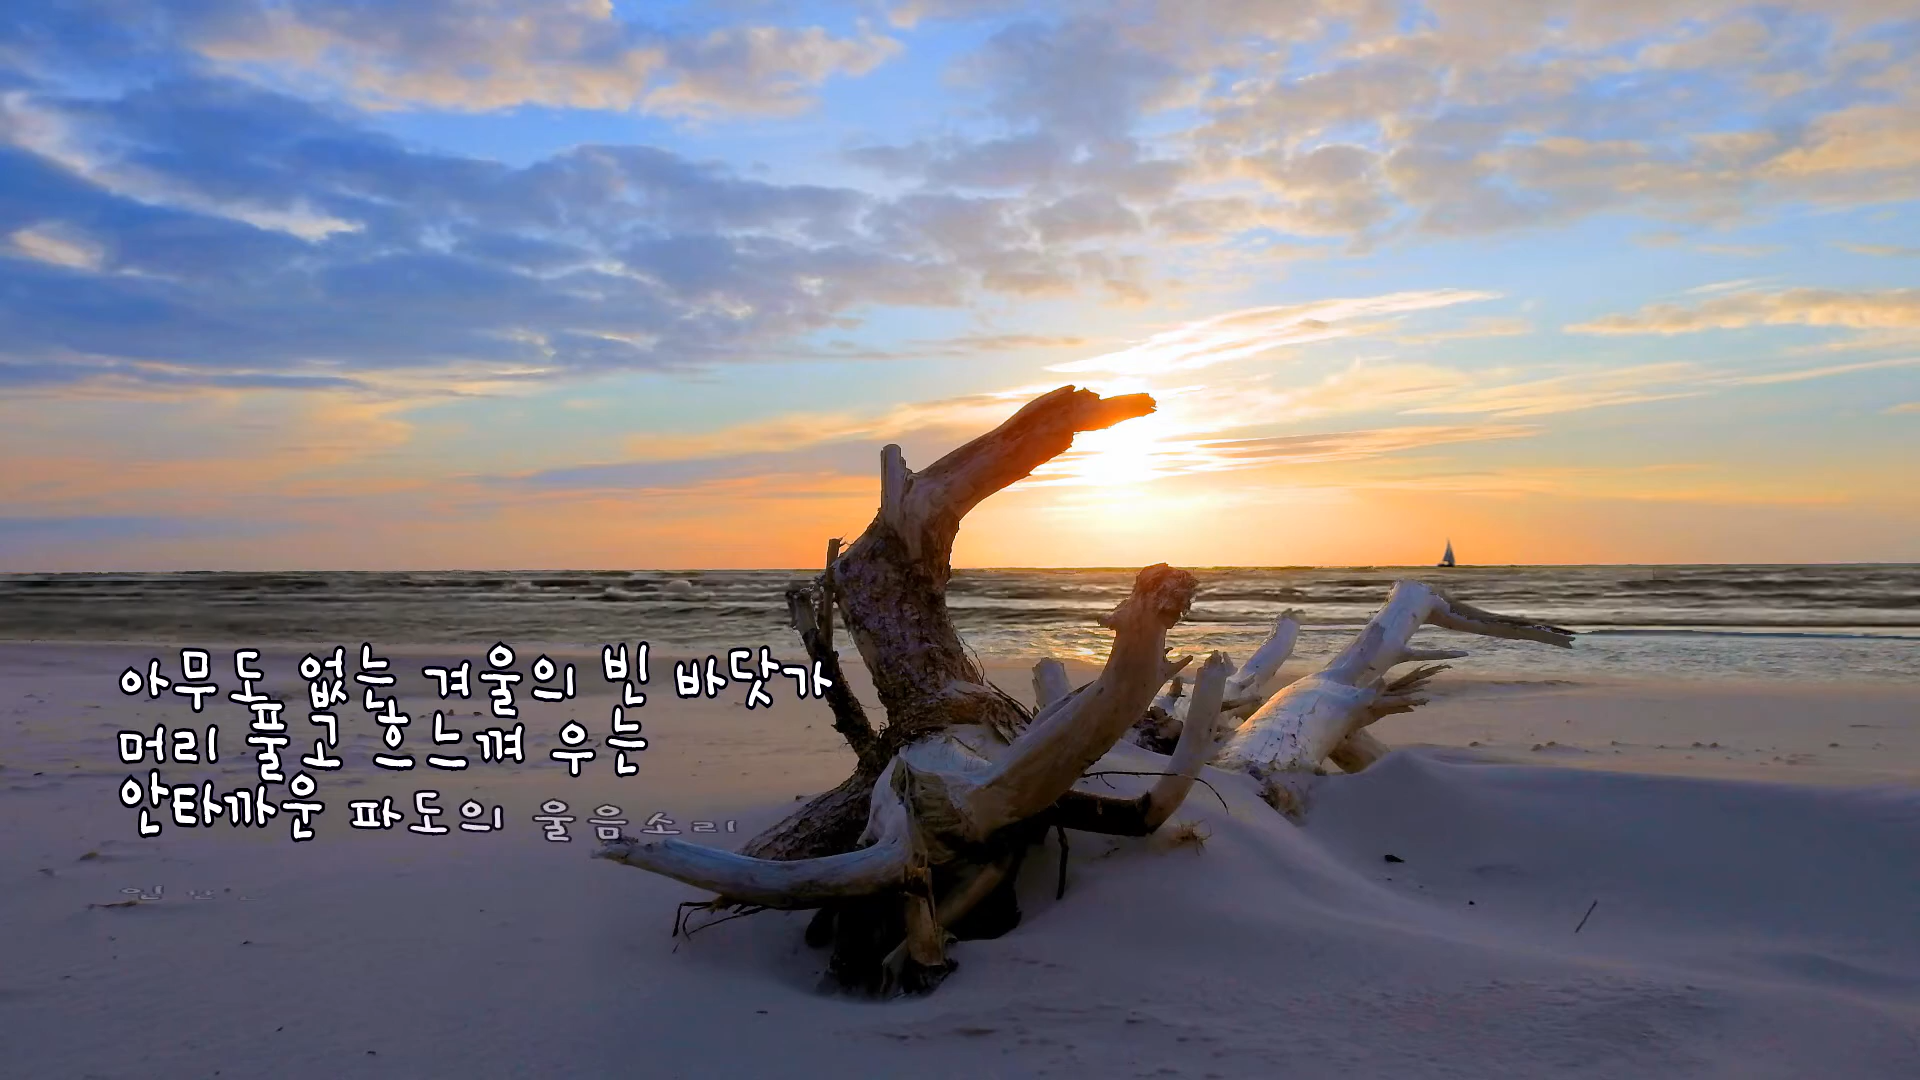 아무도 없는 겨울의 빈 바닷가
머리 풀고 흐느껴 우는
안타까운 파도의 울음소리